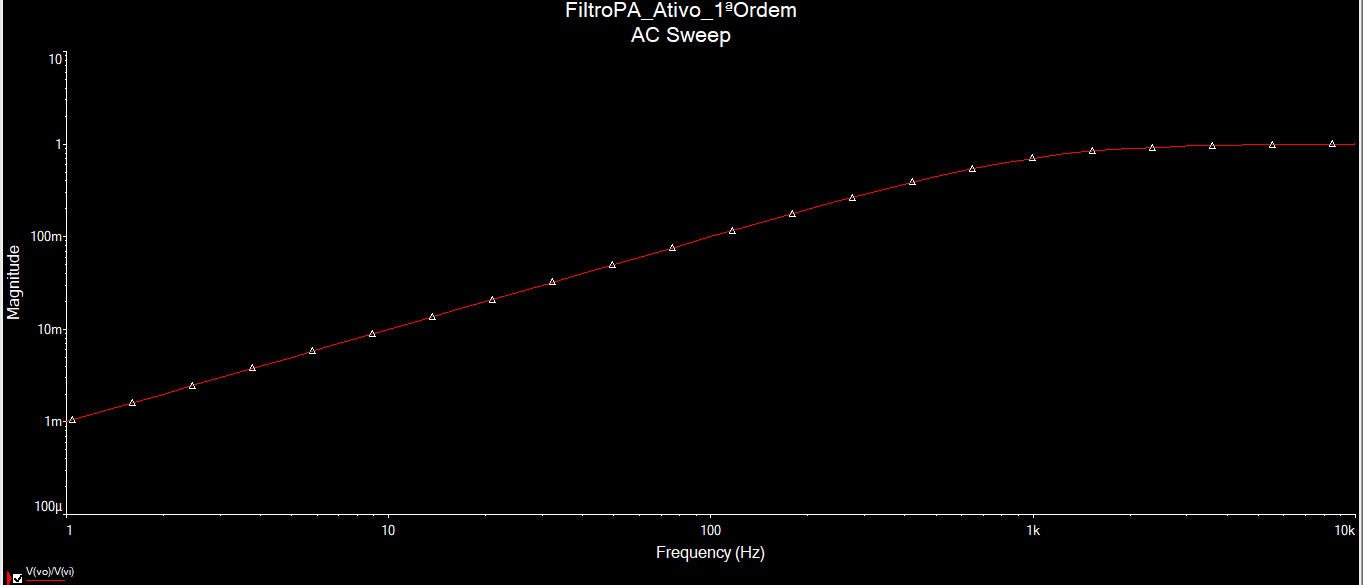 FiltroPA_Ativo_1ªOrdem
AC Sweep
10
1
100m
10m
1m
100µ
Magnitude
1
10
100
1k
10k
Frequency (Hz)
V(vo)/V(vi)